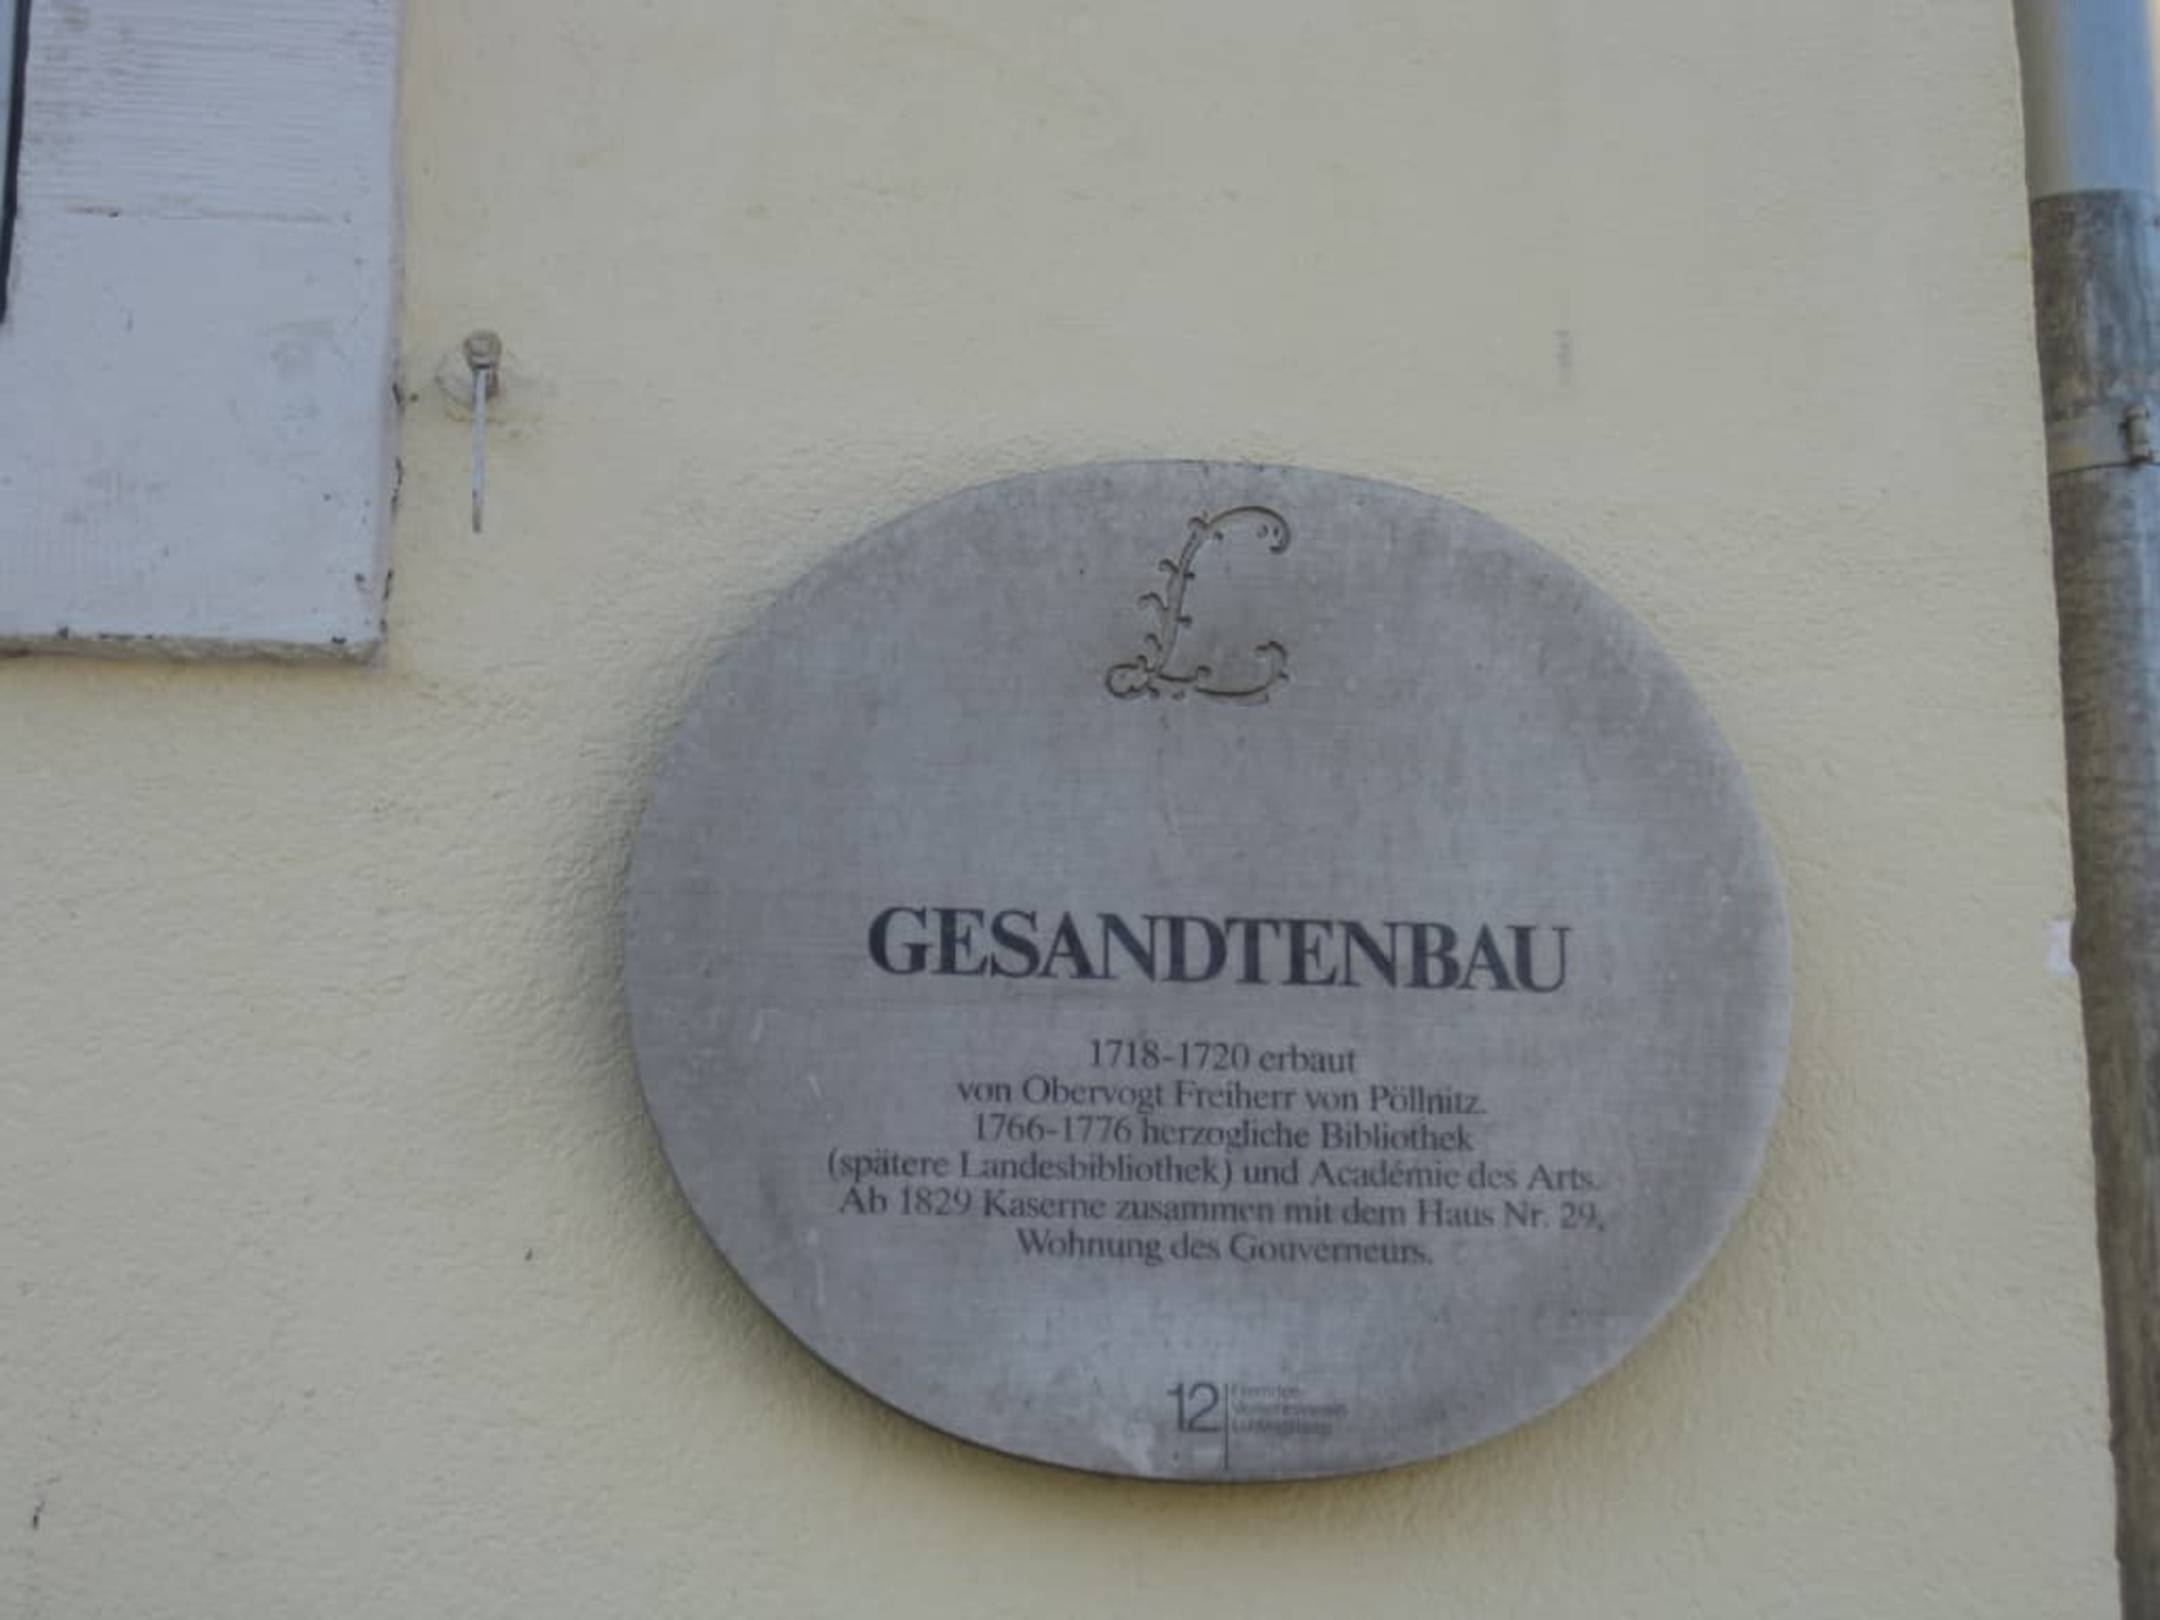 L
GESANDTENBAU
1718-1720 erbaut
von Obervogt Freiherr von Pöllnitz.
1766-1776 herzogliche Bibliothek
(spätere Landesbibliothek) und Académie des Arts.
Ab 1829 Kaserne zusammen mit dem Haus Nr. 29,
Wohnung des Gouverneurs.
12